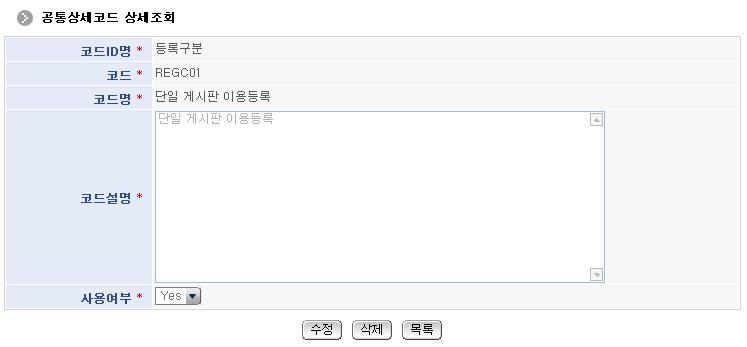 공통상세코드 상세조회
코드ID명 * 등록구분
코드 * REGC01
코드명 * 단일 게시판 이용등록
코드설명 * 단일 게시판 이용등록
사용여부 * Yes
수정 삭제 목록